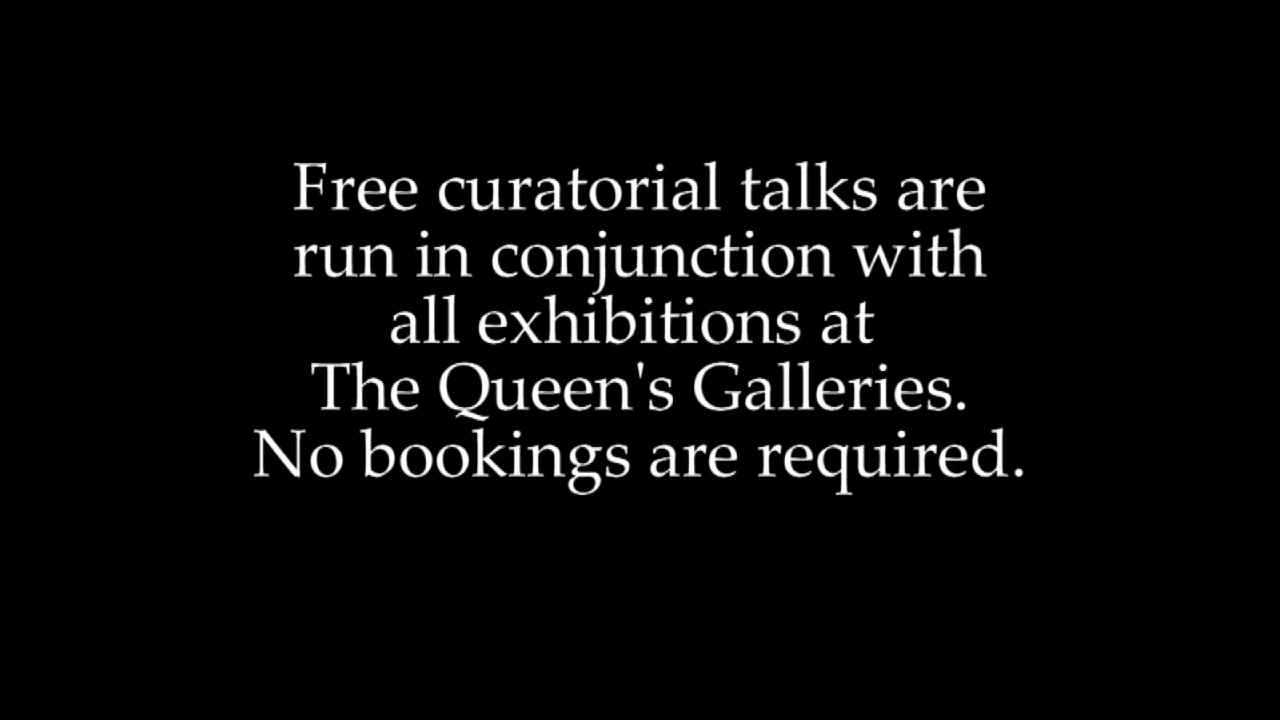 Free curatorial talks are
run in conjunction with
all exhibitions at
The Queen's Galleries.
No bookings are required.